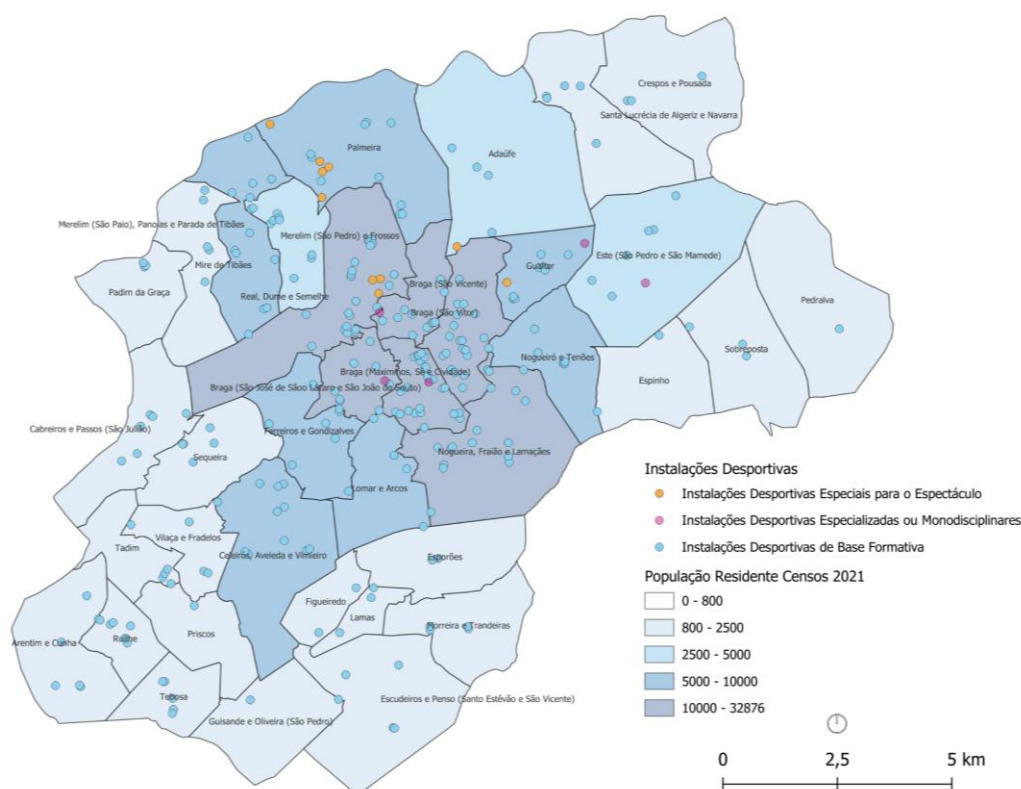 Crespos e Pousada
Santa Lucrécia de Algeriz e Navarra
Palmeira
Adaúfe
Merelim (São Paio), Panoias e Parada de Tibães
Merelim (São Pedro) e Frossos
Mire de Tibães
Este (São Pedro e São Mamede)
Gualtar
Padim da Graça
Real, Dume e Semelhe
Braga (São Vicente)
Pedralva
Braga (São Vítor)
Sobreposta
Nogueiró e Tenões
Braga (Maximinos, Sé e Cividade)
Espinho
Braga (São José de São Lázaro e São João do Souto)
Cabreiros e Passos (São Julião)
Ferreiros e Gondizalves
Nogueira, Fraião e Lamaçães
Sequeira
Lomar e Arcos
Vilaça e Fradelos
Tadim
Celeirós, Aveleda e Vimieiro
Esporões
Figueiredo
Lamas
Morreira e Trandeiras
Arentim e Cunha
Ruilhe
Priscos
Tebosa
Escudeiros e Penso (Santo Estêvão e São Vicente)
Guisande e Oliveira (São Pedro)
Instalações Desportivas
Instalações Desportivas Especiais para o Espectáculo
Instalações Desportivas Especializadas ou Monodisciplinares
Instalações Desportivas de Base Formativa
População Residente Censos 2021
0 - 800
800 - 2500
2500 - 5000
5000 - 10000
10000 - 32876
0 2,5 5 km